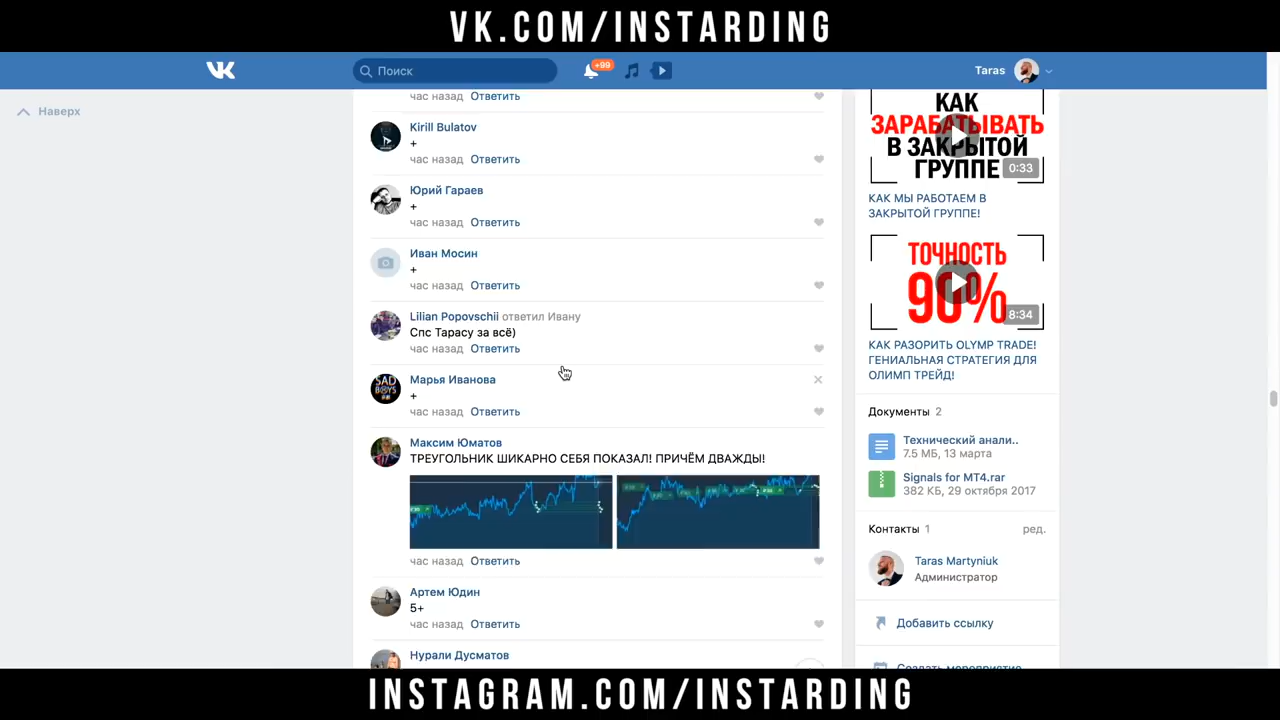 VK.COM/INSTARDING
Поиск
+99
Taras
Наверх
час назад Ответить
Kirill Bulatov
+
час назад Ответить
Юрий Гараев
+
час назад Ответить
Иван Мосин
+
час назад Ответить
Lilian Popovschii ответил Ивану
Спс Тарасу за всё)
час назад Ответить
SAD
BOYS
Марья Иванова
+
час назад Ответить
Максим Юматов
ТРЕУГОЛЬНИК ШИКАРНО СЕБЯ ПОКАЗАЛ! ПРИЧЁМ ДВАЖДЫ!
час назад Ответить
Артем Юдин
5+
час назад Ответить
Нурали Дусматов
КАК
ЗАРАБАТЫВАТЬ
В ЗАКРЫТОЙ
ГРУППЕ
0:33
КАК МЫ РАБОТАЕМ В
ЗАКРЫТОЙ ГРУППЕ!
ТОЧНОСТЬ
90%
8:34
КАК РАЗОРИТЬ OLYMP TRADE!
ГЕНИАЛЬНАЯ СТРАТЕГИЯ ДЛЯ
ОЛИМП ТРЕЙД!
Документы 2
Технический анали..
7.5 МБ, 13 марта
Signals for MT4.rar
382 КБ, 29 октября 2017
Контакты 1 ред.
Taras Martyniuk
Администратор
Добавить ссылку
Создать мероприятие
INSTAGRAM.COM/INSTARDING